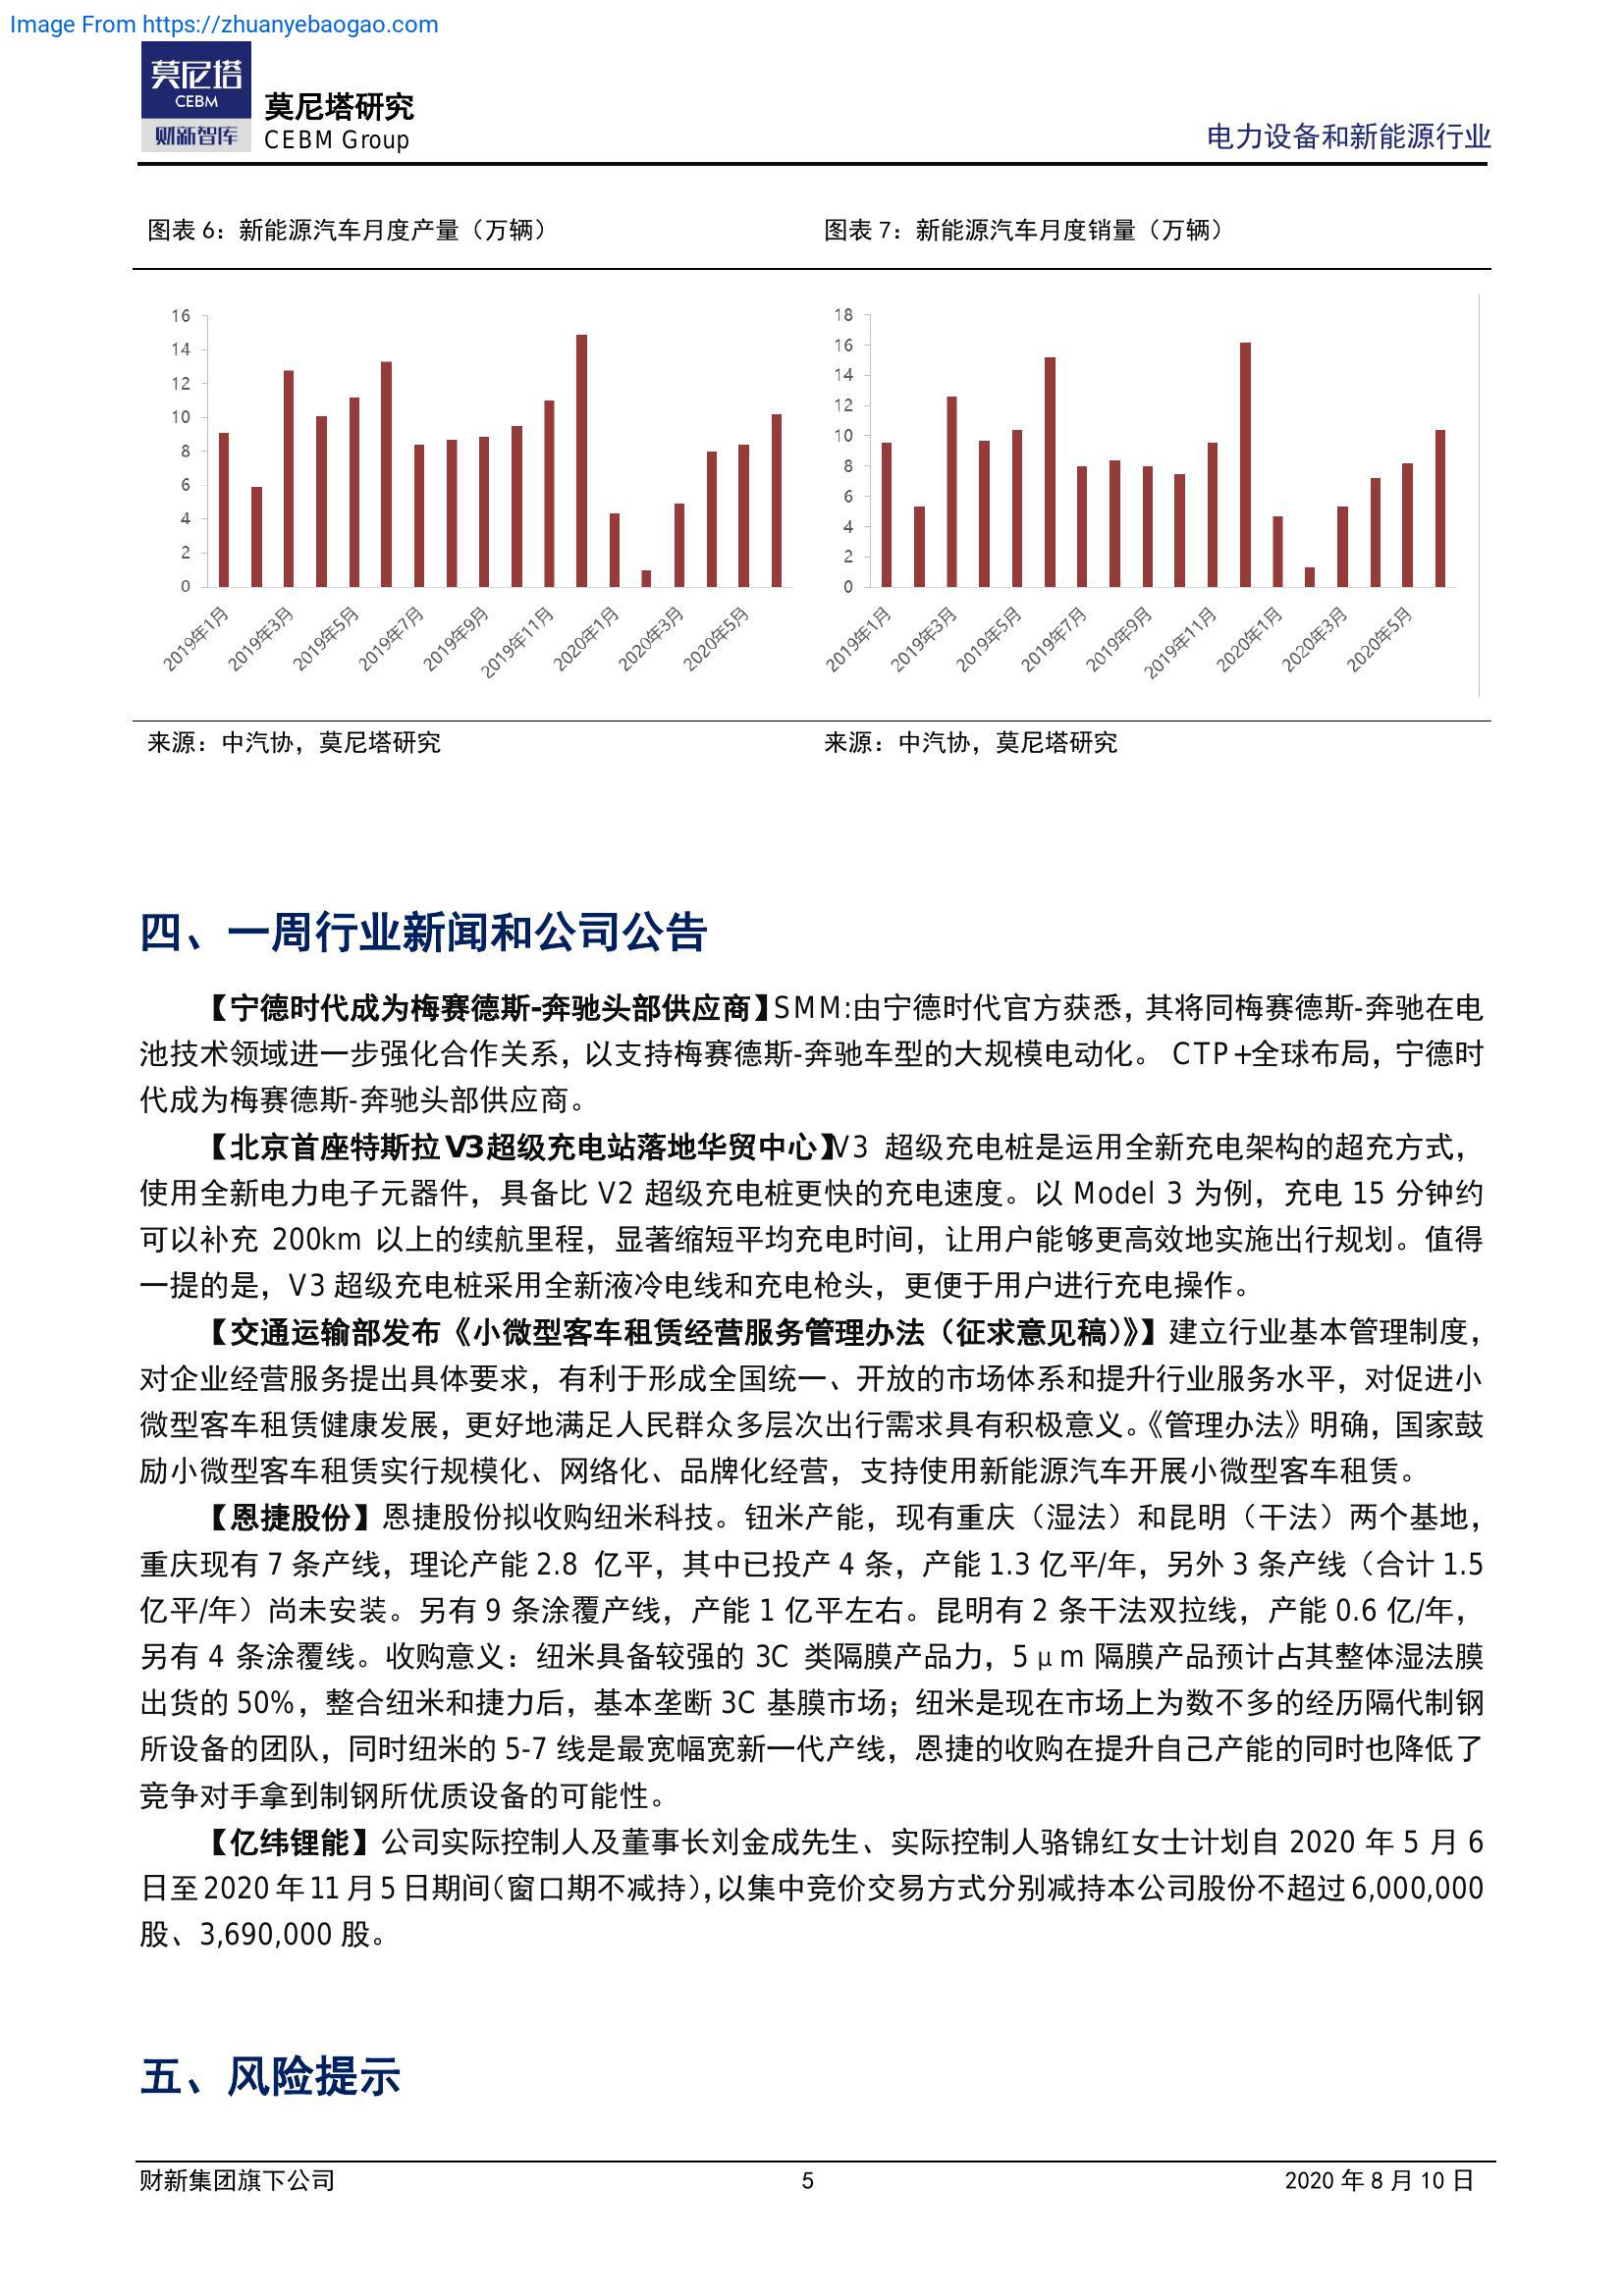 Image From https://zhuanyebaogao.com
莫尼塔
CEBM
财新智库
莫尼塔研究
CEBM Group
电力设备和新能源行业
图表 6：新能源汽车月度产量（万辆）
图表 7：新能源汽车月度销量（万辆）
16
14
12
10
8
6
4
2
0
2019年1月
2019年3月
2019年5月
2019年7月
2019年9月
2019年11月
2020年1月
2020年3月
2020年5月
18
16
14
12
10
8
6
4
2
0
2019年1月
2019年3月
2019年5月
2019年7月
2019年9月
2019年11月
2020年1月
2020年3月
2020年5月
来源：中汽协，莫尼塔研究
来源：中汽协，莫尼塔研究
四、一周行业新闻和公司公告
【宁德时代成为梅赛德斯-奔驰头部供应商】SMM:由宁德时代官方获悉，其将同梅赛德斯-奔驰在电
池技术领域进一步强化合作关系，以支持梅赛德斯-奔驰车型的大规模电动化。 CTP+全球布局，宁德时
代成为梅赛德斯-奔驰头部供应商。
【北京首座特斯拉 V3超级充电站落地华贸中心】V3 超级充电桩是运用全新充电架构的超充方式，
使用全新电力电子元器件，具备比 V2 超级充电桩更快的充电速度。以 Model 3 为例，充电 15 分钟约
可以补充 200km 以上的续航里程，显著缩短平均充电时间，让用户能够更高效地实施出行规划。值得
一提的是，V3 超级充电桩采用全新液冷电线和充电枪头，更便于用户进行充电操作。
【交通运输部发布《小微型客车租赁经营服务管理办法（征求意见稿）》】建立行业基本管理制度，
对企业经营服务提出具体要求，有利于形成全国统一、开放的市场体系和提升行业服务水平，对促进小
微型客车租赁健康发展，更好地满足人民群众多层次出行需求具有积极意义。《管理办法》明确，国家鼓
励小微型客车租赁实行规模化、网络化、品牌化经营，支持使用新能源汽车开展小微型客车租赁。
【恩捷股份】恩捷股份拟收购纽米科技。钮米产能，现有重庆（湿法）和昆明（干法）两个基地，
重庆现有 7 条产线，理论产能 2.8 亿平，其中已投产 4 条，产能 1.3 亿平/年，另外 3 条产线（合计 1.5
亿平/年）尚未安装。另有 9 条涂覆产线，产能 1 亿平左右。昆明有 2 条干法双拉线，产能 0.6 亿/年，
另有 4 条涂覆线。收购意义：纽米具备较强的 3C 类隔膜产品力，5μm 隔膜产品预计占其整体湿法膜
出货的 50%，整合纽米和捷力后，基本垄断 3C 基膜市场；纽米是现在市场上为数不多的经历隔代制钢
所设备的团队，同时纽米的 5-7 线是最宽幅宽新一代产线，恩捷的收购在提升自己产能的同时也降低了
竞争对手拿到制钢所优质设备的可能性。
【亿纬锂能】公司实际控制人及董事长刘金成先生、实际控制人骆锦红女士计划自 2020 年 5 月 6
日至 2020 年 11 月 5 日期间（窗口期不减持），以集中竞价交易方式分别减持本公司股份不超过 6,000,000
股、3,690,000 股。
五、风险提示
财新集团旗下公司
5
2020 年 8 月 10 日